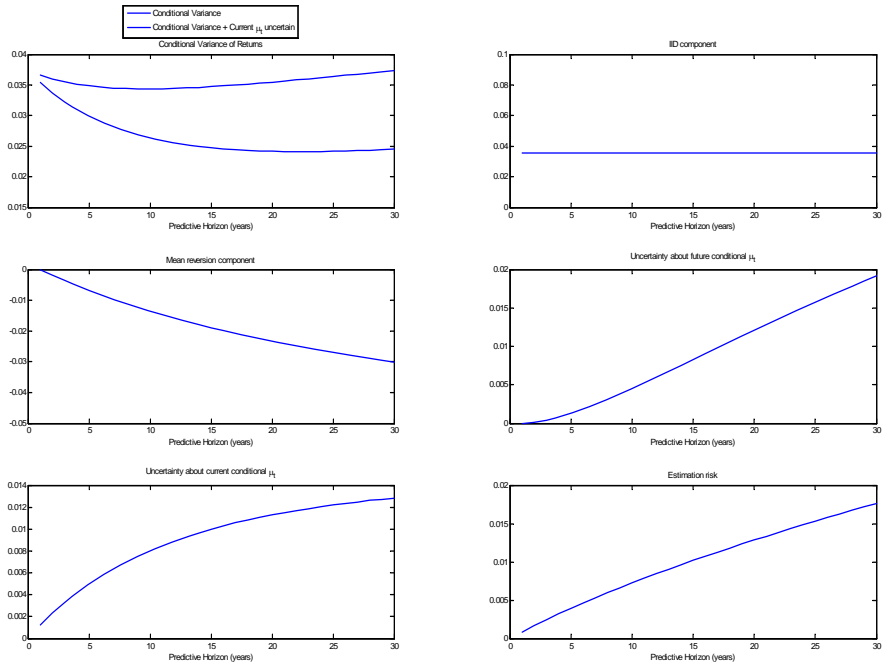 Conditional Variance
Conditional Variance + Current μt uncertain
Conditional Variance of Returns
0.04
0.035
0.03
0.025
0.02
0.015
0 5 10 15 20 25 30
Predictive Horizon (years)
IID component
0.1
0.08
0.06
0.04
0.02
0
0 5 10 15 20 25 30
Predictive Horizon (years)
Mean reversion component
0
-0.01
-0.02
-0.03
-0.04
-0.05
0 5 10 15 20 25 30
Predictive Horizon (years)
Uncertainty about future conditional μt
0.02
0.015
0.01
0.005
0
0 5 10 15 20 25 30
Predictive Horizon (years)
Uncertainty about current conditional μt
0.014
0.012
0.01
0.008
0.006
0.004
0.002
0
0 5 10 15 20 25 30
Predictive Horizon (years)
Estimation risk
0.02
0.015
0.01
0.005
0
0 5 10 15 20 25 30
Predictive Horizon (years)